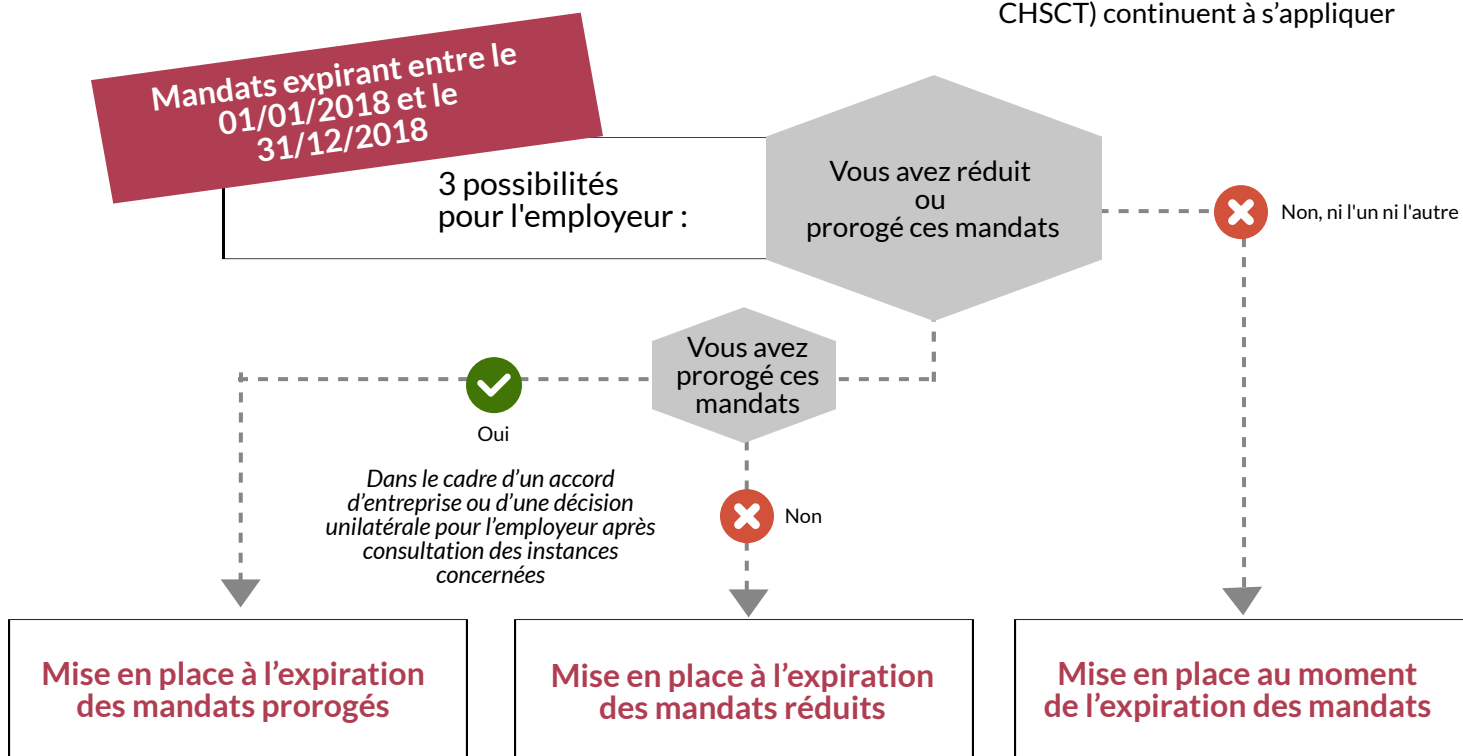 CHSCT) continuent à s’appliquer
Mandats expirant entre le
01/01/2018 et le
31/12/2018
3 possibilités
pour l'employeur :
Vous avez réduit
ou
prorogé ces mandats
Non, ni l'un ni l'autre
Vous avez
prorogé ces
mandats
Oui
Dans le cadre d’un accord
d’entreprise ou d’une décision
unilatérale pour l’employeur après
consultation des instances
concernées
Non
Mise en place à l’expiration
des mandats prorogés
Mise en place à l’expiration
des mandats réduits
Mise en place au moment
de l’expiration des mandats